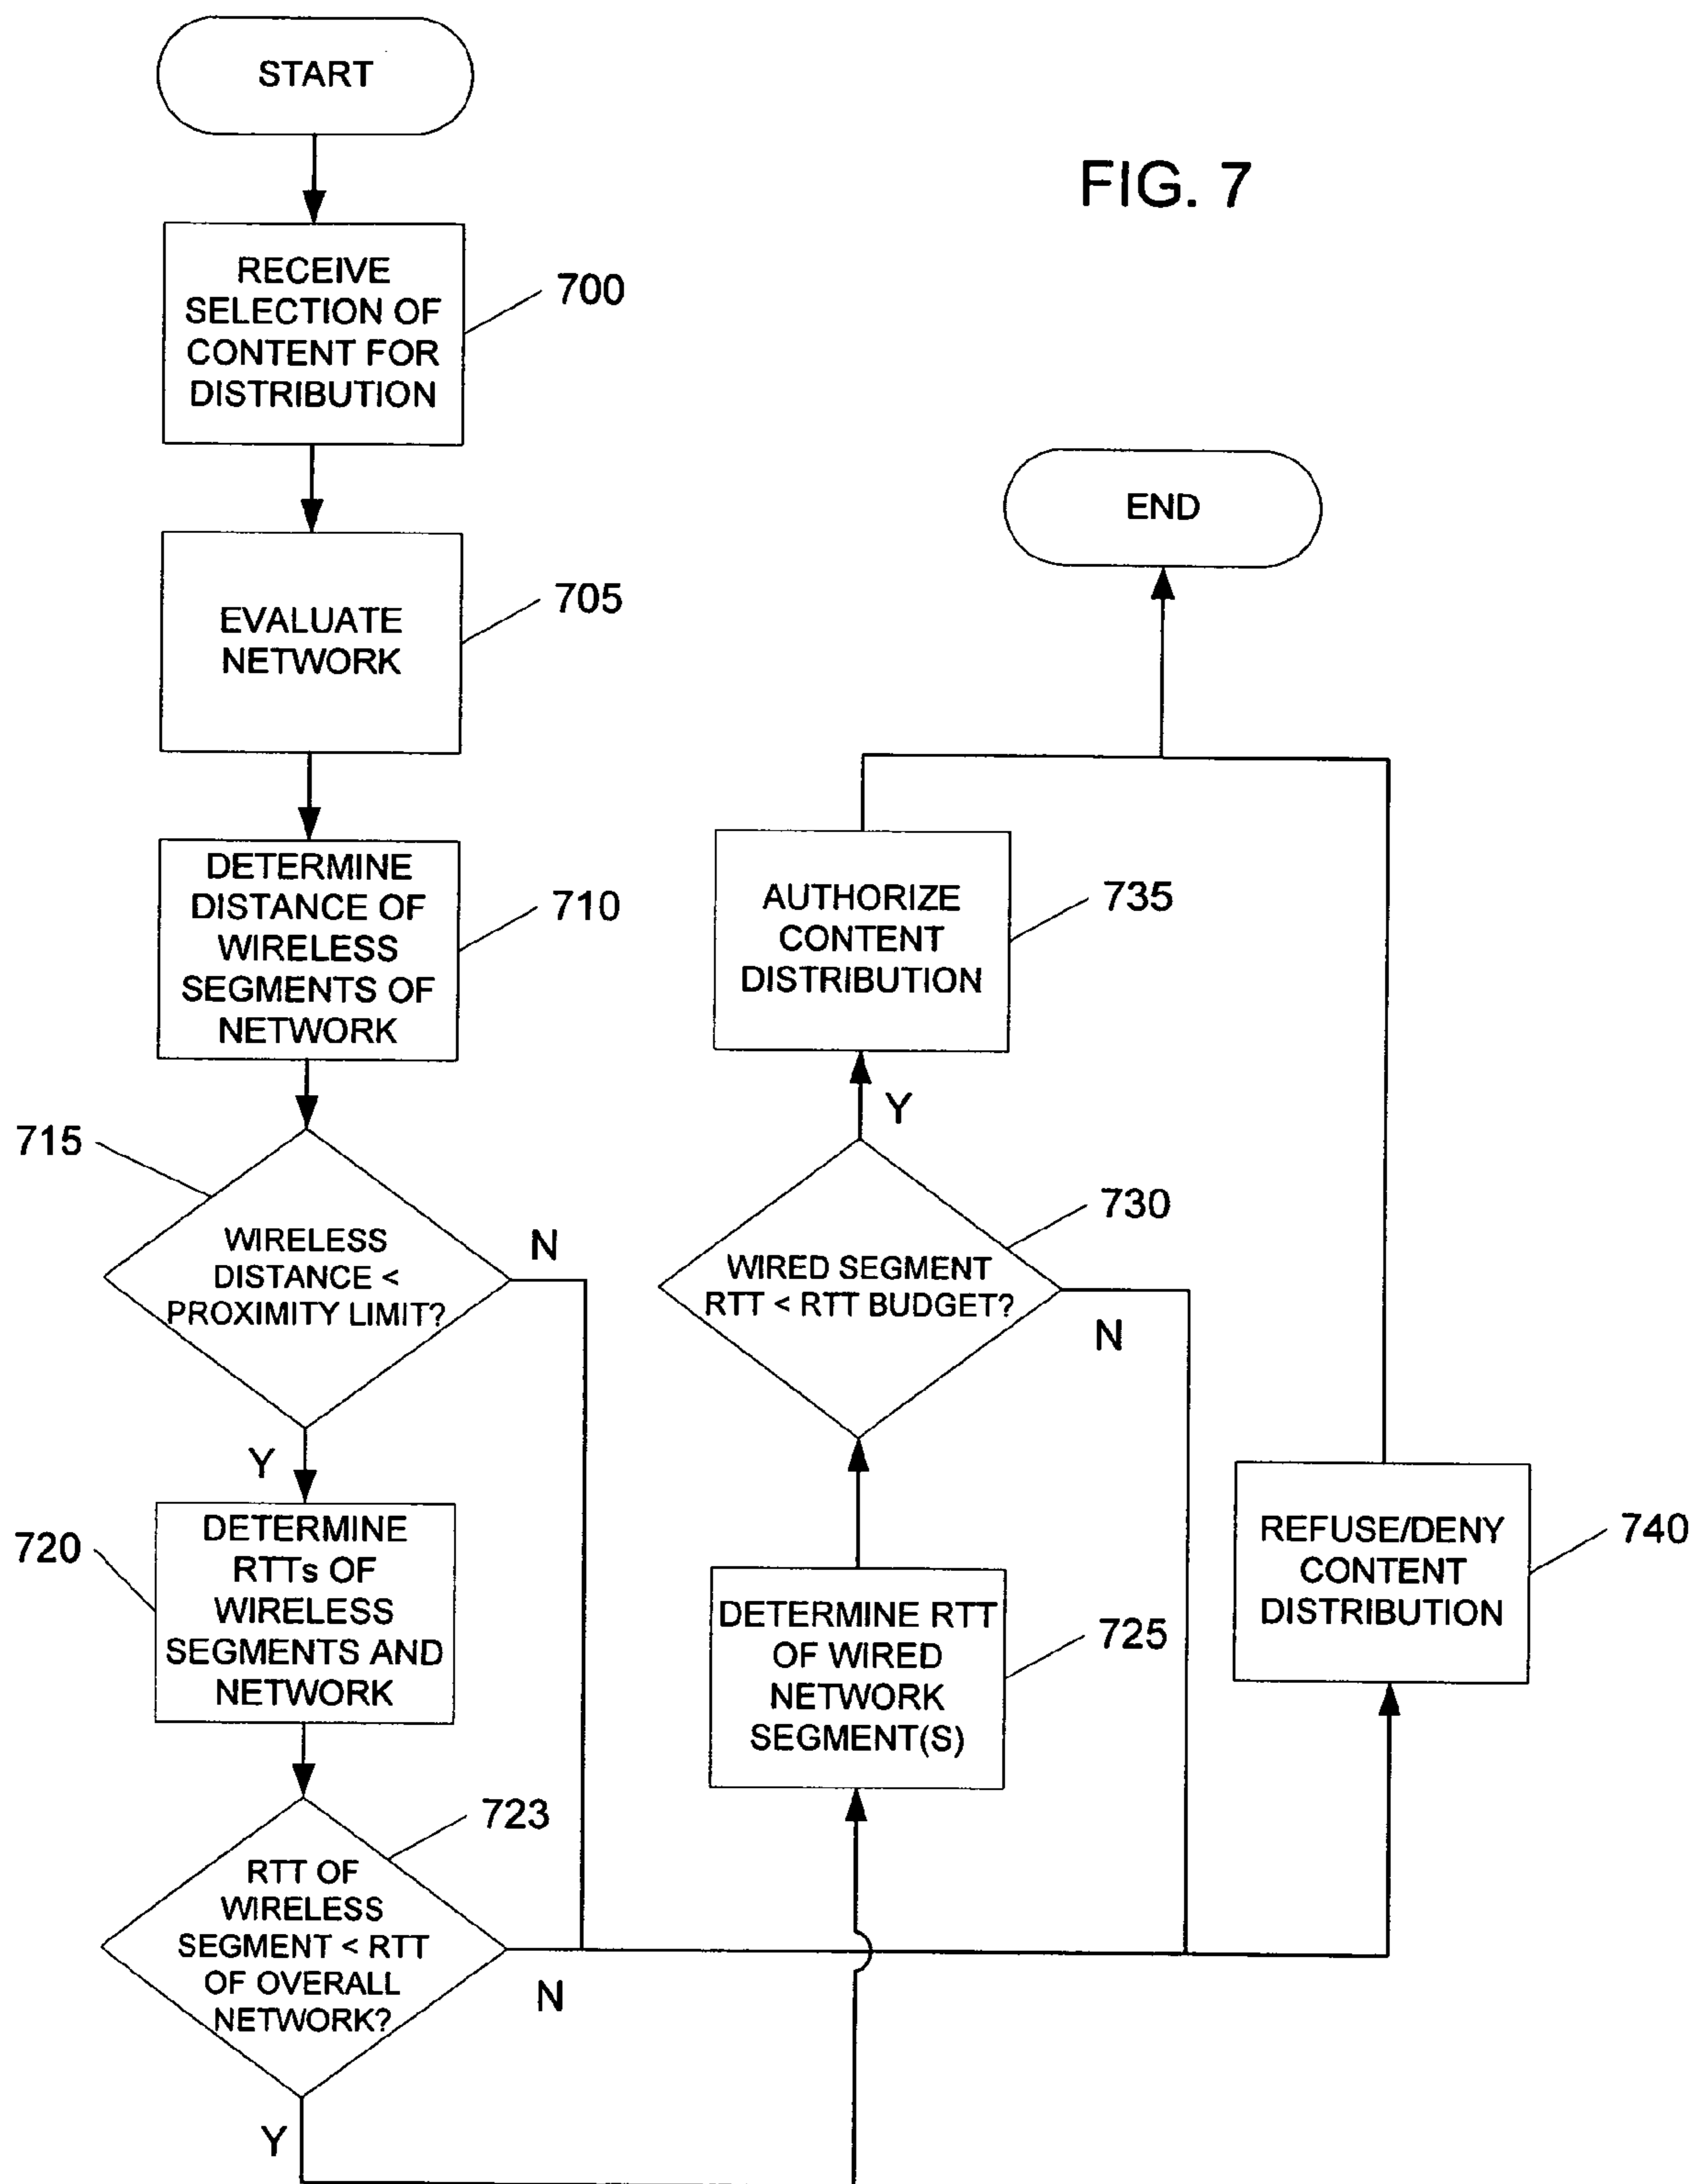 START
FIG. 7
RECEIVE
SELECTION OF
CONTENT FOR
DISTRIBUTION
700
EVALUATE
NETWORK
705
DETERMINE
DISTANCE OF
WIRELESS
SEGMENTS OF
NETWORK
710
715
WIRELESS
DISTANCE <
PROXIMITY LIMIT?
N
Y
720
DETERMINE
RTTs OF
WIRELESS
SEGMENTS AND
NETWORK
723
RTT OF
WIRELESS
SEGMENT < RTT
OF OVERALL
NETWORK?
N
Y
END
AUTHORIZE
CONTENT
DISTRIBUTION
735
Y
730
WIRED SEGMENT
RTT < RTT BUDGET?
N
DETERMINE RTT
OF WIRED
NETWORK
SEGMENT(S)
725
REFUSE/DENY
CONTENT
DISTRIBUTION
740